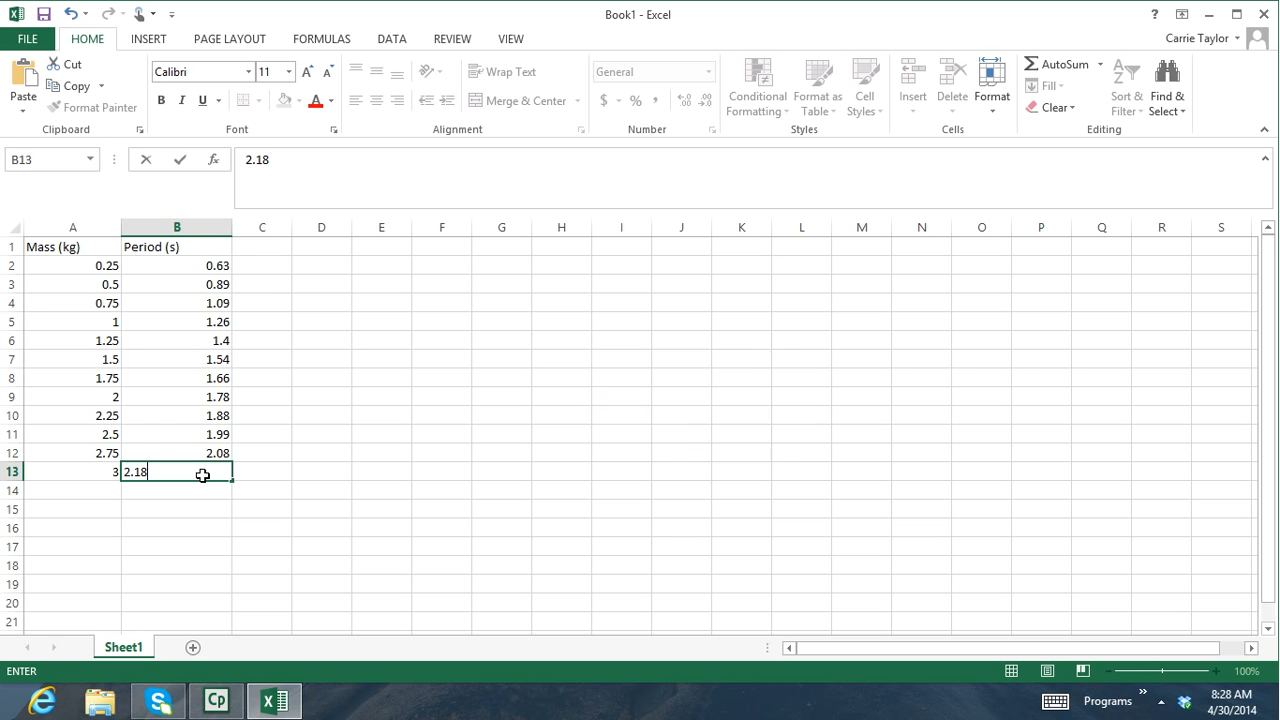 Book1 - Excel
Carrie Taylor
FILE HOME INSERT PAGE LAYOUT FORMULAS DATA REVIEW VIEW
Paste Cut Copy Format Painter
Clipboard
Calibri 11
B I U A
Font
Wrap Text
Merge & Center
Alignment
General
$ % ,
Number
Conditional Formatting Format as Table Cell Styles
Styles
Insert Delete Format
Cells
AutoSum
Fill
Clear
Sort & Filter Find & Select
Editing
B13 fx 2.18
A B C D E F G H I J K L M N O P Q R S
1 Mass (kg) Period (s)
2 0.25 0.63
3 0.5 0.89
4 0.75 1.09
5 1 1.26
6 1.25 1.4
7 1.5 1.54
8 1.75 1.66
9 2 1.78
10 2.25 1.88
11 2.5 1.99
12 2.75 2.08
13 3 2.18
14
15
16
17
18
19
20
21
Sheet1
ENTER 100%
Cp Programs 8:28 AM
4/30/2014